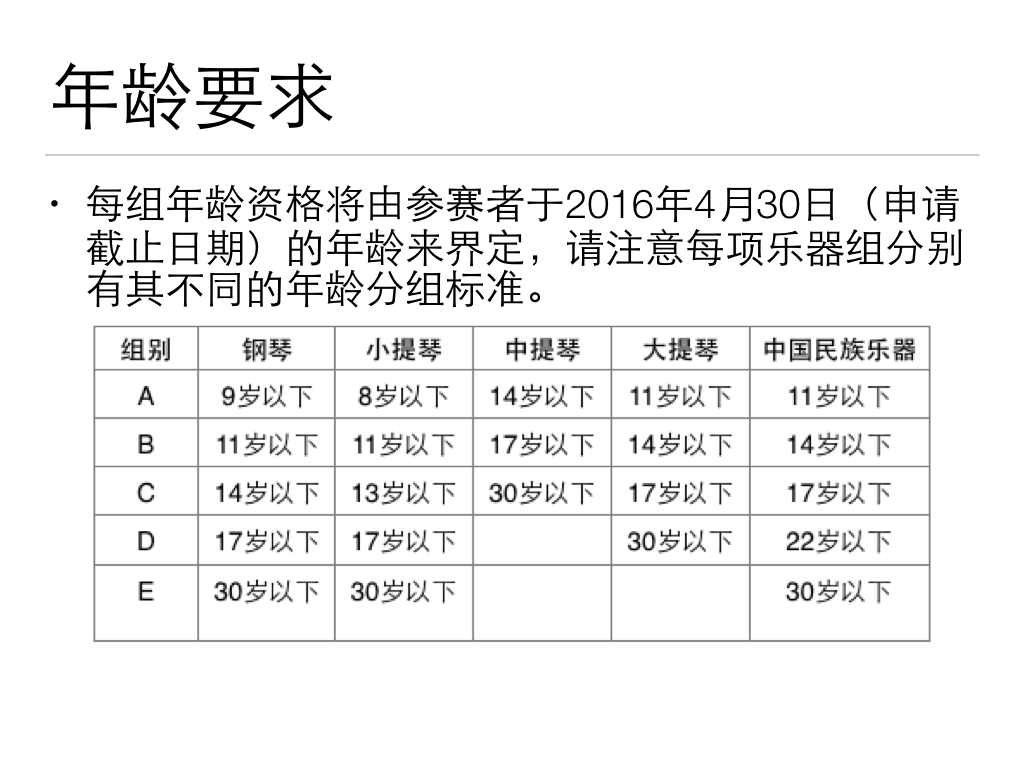 年龄要求
• 每组年龄资格将由参赛者于2016年4月30日（申请
截止日期）的年龄来界定，请注意每项乐器组分别
有其不同的年龄分组标准。
组别 钢琴 小提琴 中提琴 大提琴 中国民族乐器
A 9岁以下 8岁以下 14岁以下 11岁以下 11岁以下
B 11岁以下 11岁以下 17岁以下 14岁以下 14岁以下
C 14岁以下 13岁以下 30岁以下 17岁以下 17岁以下
D 17岁以下 17岁以下 30岁以下 22岁以下
E 30岁以下 30岁以下 30岁以下